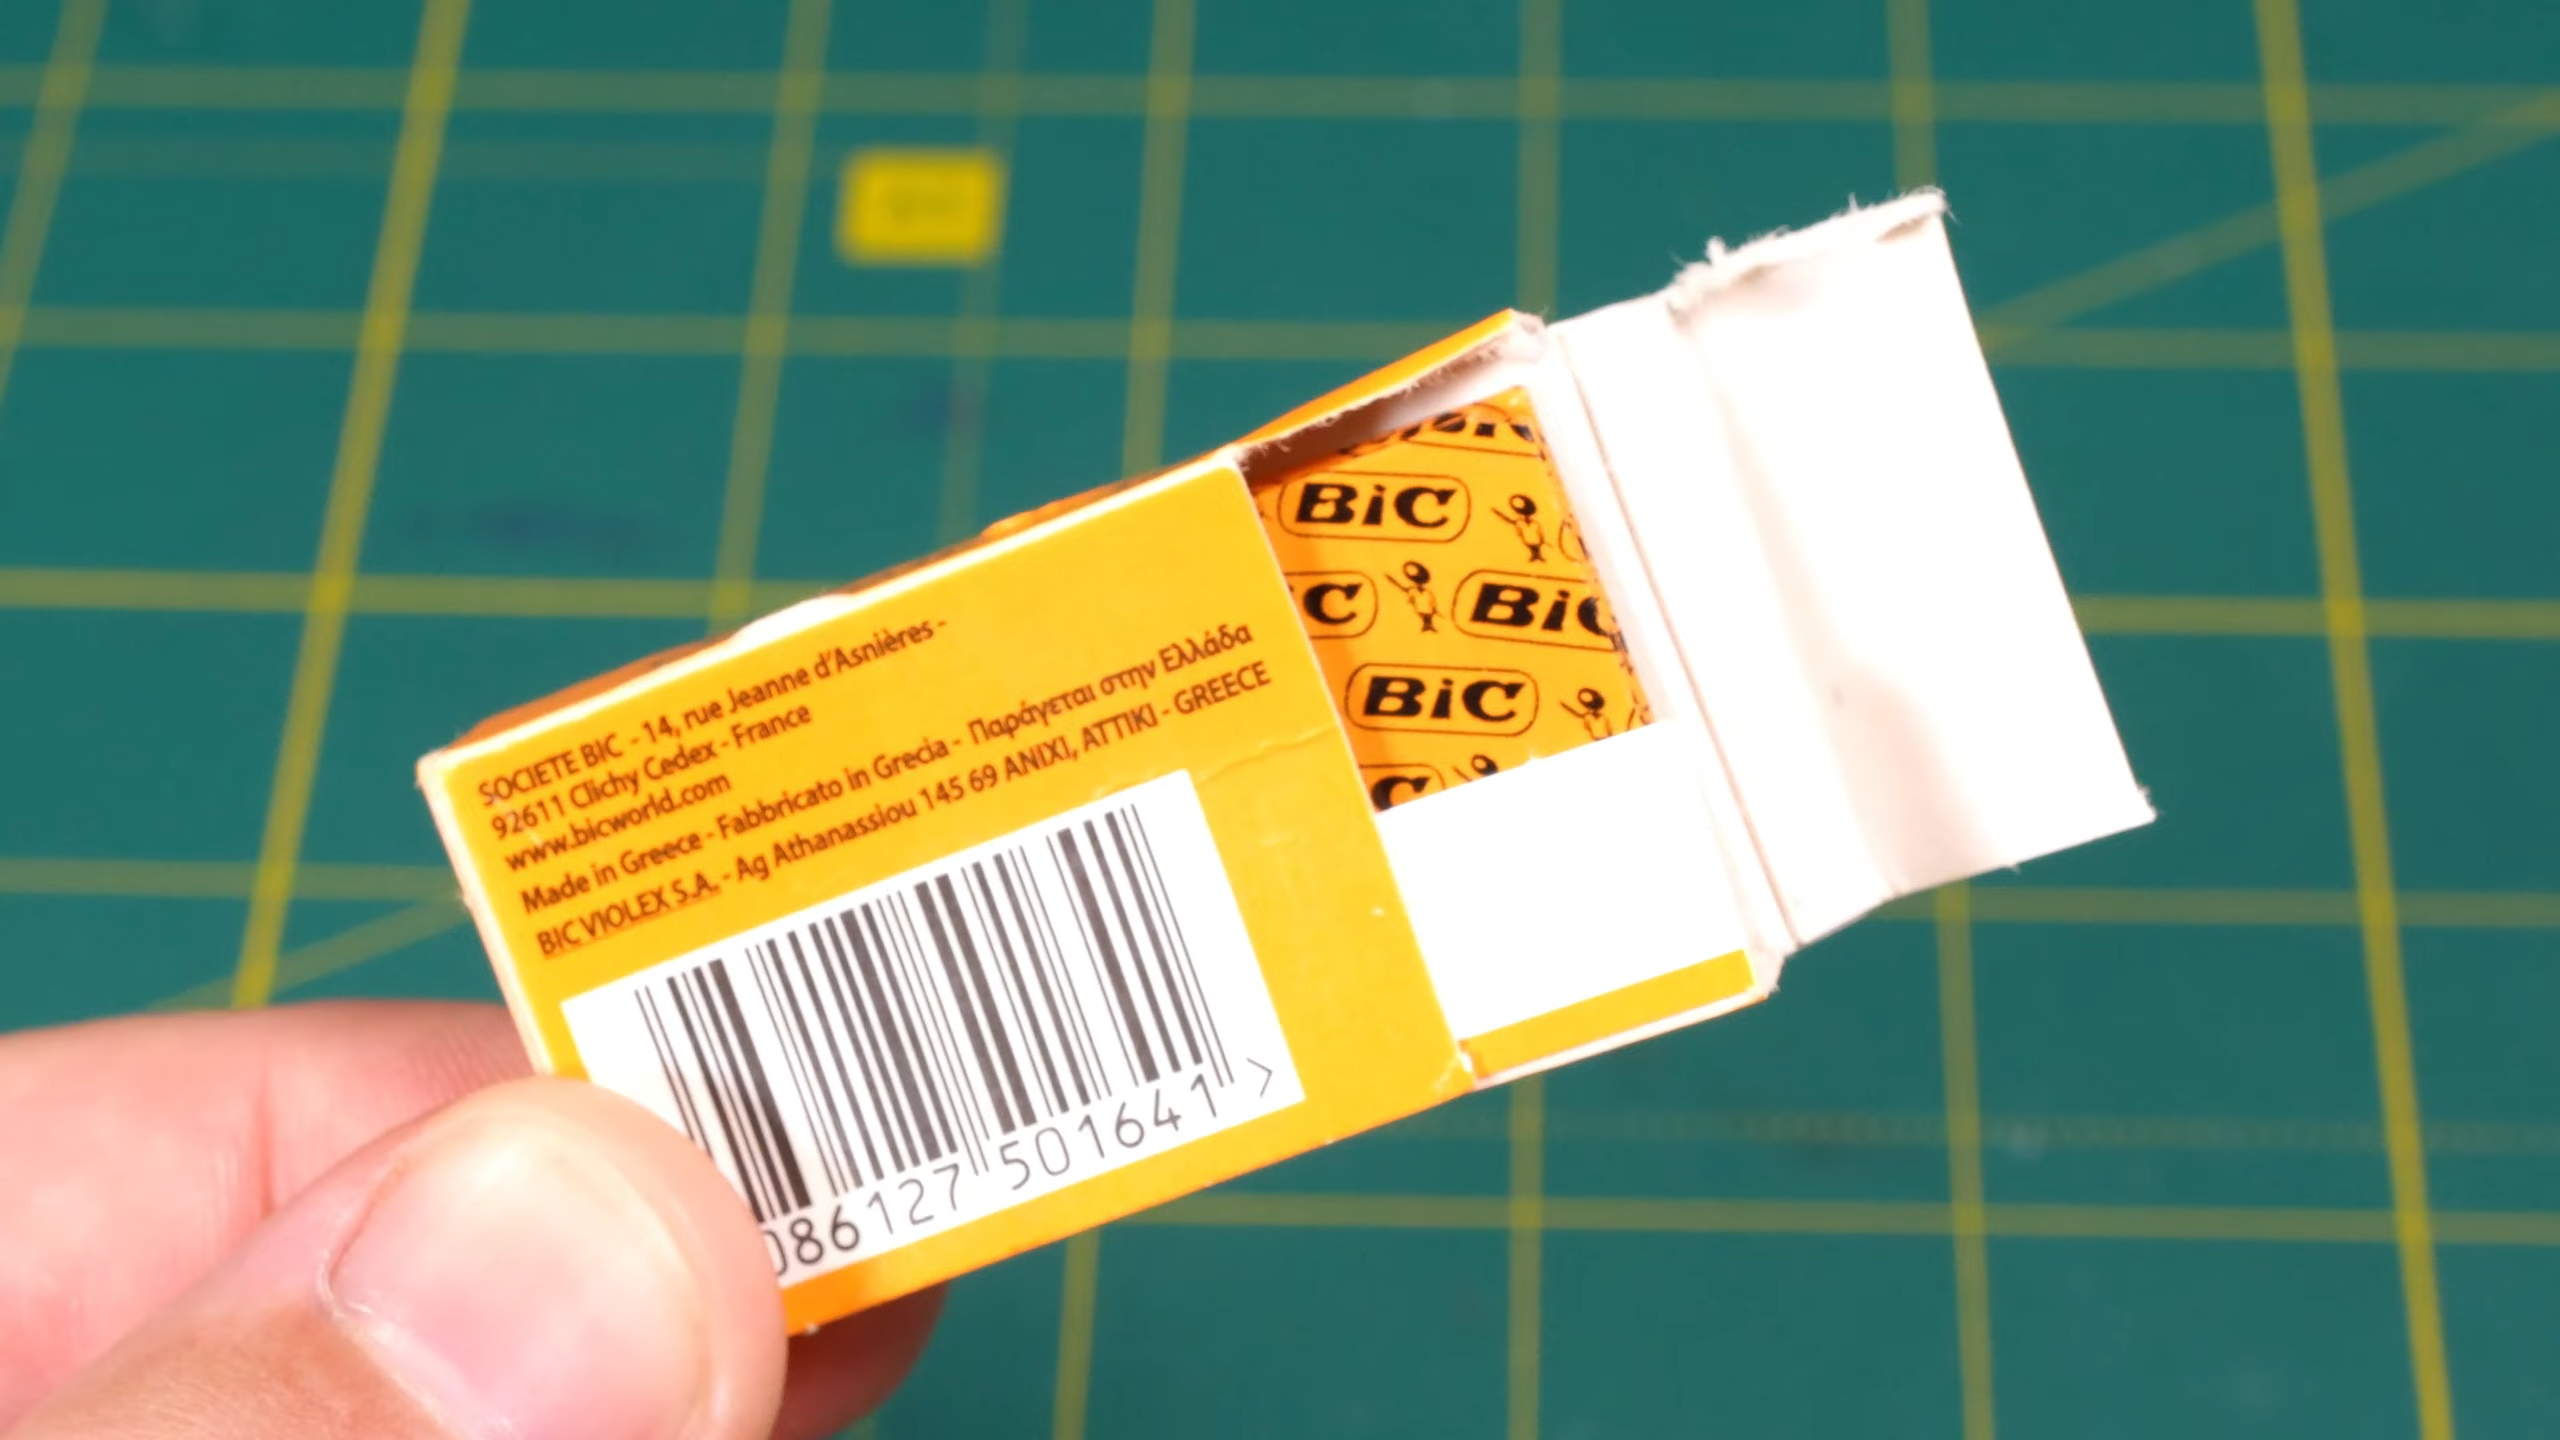 SOCIETE BIC - 14, rue Jeanne d'Asnières -
92611 Clichy Cedex - France
www.bicworld.com
Made in Greece - Fabbricato in Grecia - Παράγεται στην Ελλάδα
BIC VIOLEX S.A. - Ag Athanassiou 145 69 ANIXI, ATTIKI - GREECE
86127 501641 >
BiC
BiC
BiC